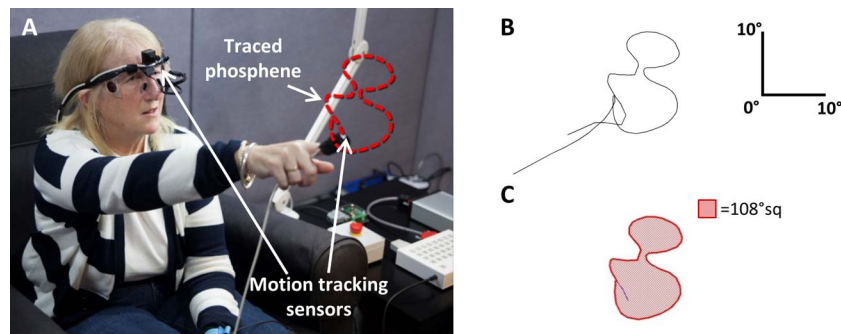 A
Traced
phosphene
Motion tracking
sensors
B
10°
0°
10°
C
=108°sq